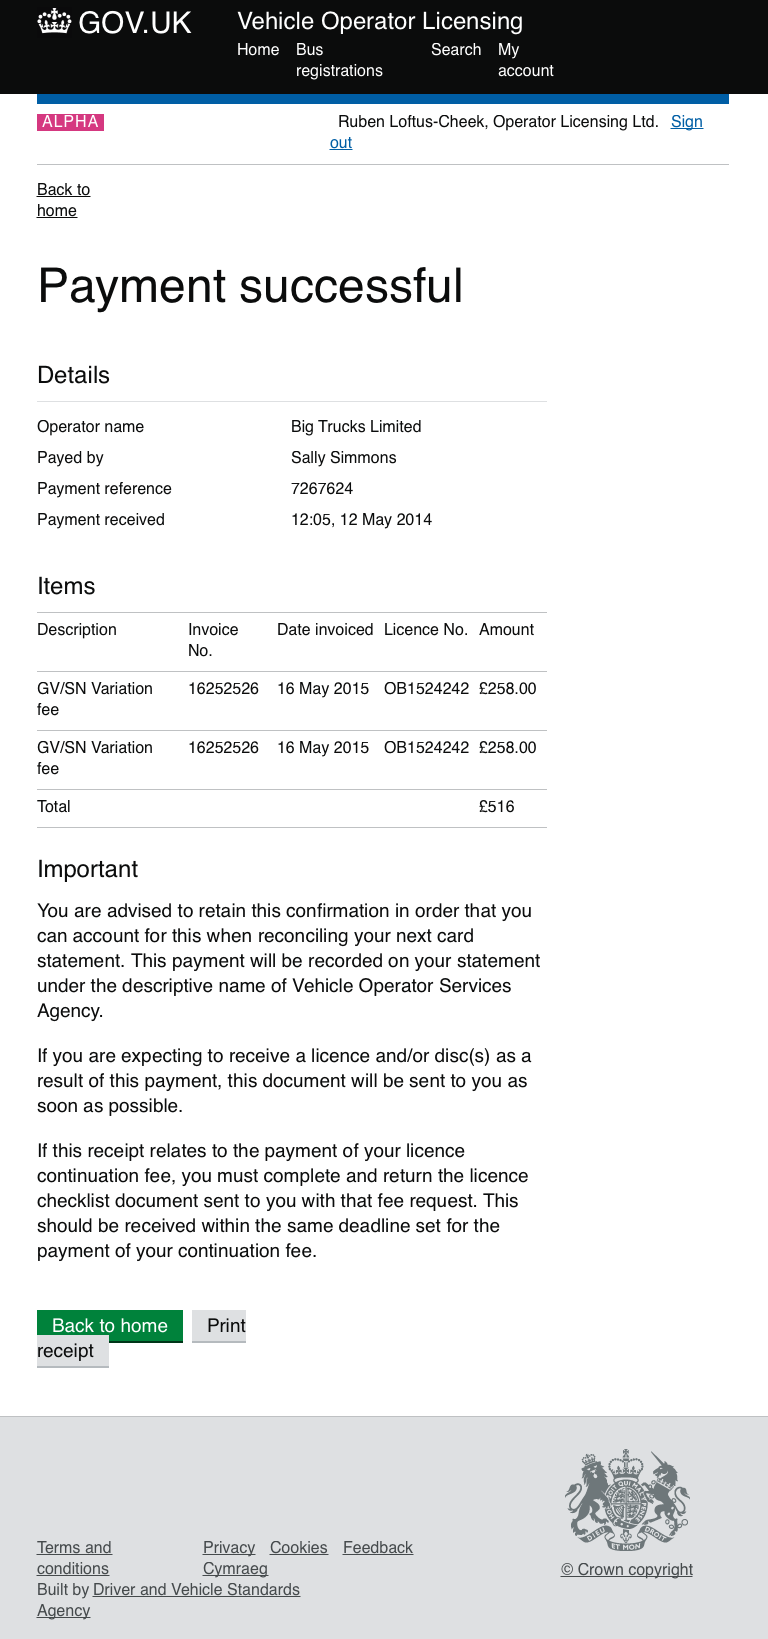 GOV.UK
Vehicle Operator Licensing
Home Bus registrations Search My account
ALPHA
Ruben Loftus-Cheek, Operator Licensing Ltd. Sign
out
Back to
home
Payment successful
Details
Operator name Big Trucks Limited
Payed by Sally Simmons
Payment reference 7267624
Payment received 12:05, 12 May 2014
Items
Description Invoice No. Date invoiced Licence No. Amount
GV/SN Variation fee 16252526 16 May 2015 OB1524242 £258.00
GV/SN Variation fee 16252526 16 May 2015 OB1524242 £258.00
Total £516
Important
You are advised to retain this confirmation in order that you
can account for this when reconciling your next card
statement. This payment will be recorded on your statement
under the descriptive name of Vehicle Operator Services
Agency.
If you are expecting to receive a licence and/or disc(s) as a
result of this payment, this document will be sent to you as
soon as possible.
If this receipt relates to the payment of your licence
continuation fee, you must complete and return the licence
checklist document sent to you with that fee request. This
should be received within the same deadline set for the
payment of your continuation fee.
Back to home Print
receipt
Terms and conditions Privacy Cookies Feedback
Cymraeg
Built by Driver and Vehicle Standards
Agency
DIEU ET MON DROIT
© Crown copyright